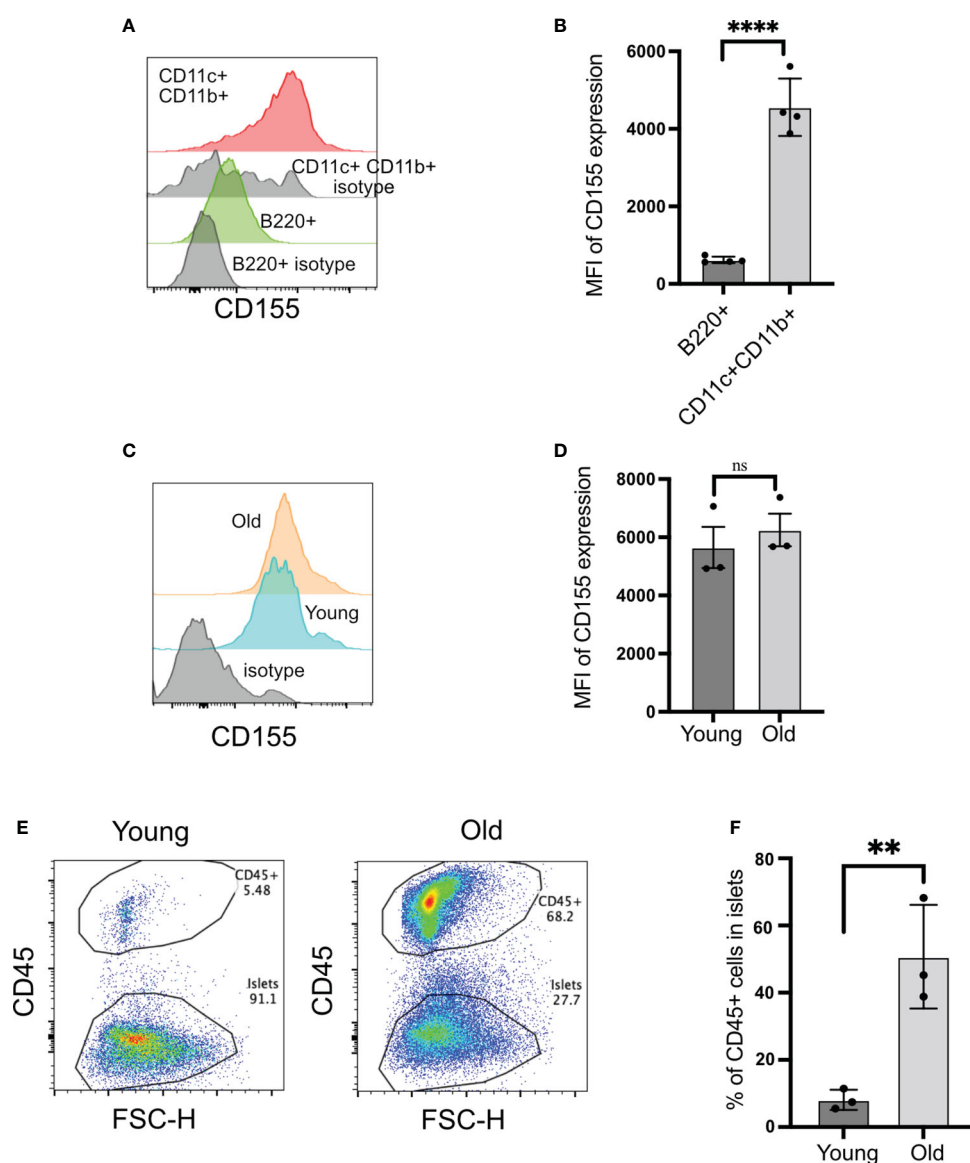 A
CD11c+
CD11b+
CD11c+ CD11b+
isotype
B220+
B220+ isotype
CD155
B
****
6000
4000
2000
0
MFI of CD155 expression
B220+
CD11c+CD11b+
C
Old
Young
isotype
CD155
D
ns
8000
6000
4000
2000
0
MFI of CD155 expression
Young Old
E
Young
CD45+
5.48
Islets
91.1
CD45
FSC-H
Old
CD45+
68.2
Islets
27.7
CD45
FSC-H
F
**
80
60
40
20
0
% of CD45+ cells in islets
Young Old